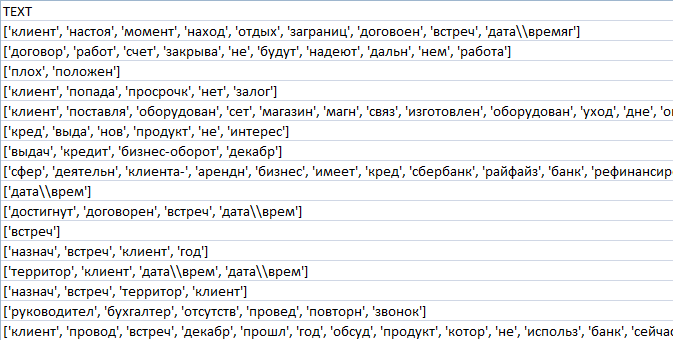 TEXT
['клиент', 'настоя', 'момент', 'наход', 'отдых', 'заграниц', 'договоен', 'встреч', 'дата\\времяг']
['договор', 'работ', 'счет', 'закрыва', 'не', 'будут', 'надеют', 'дальн', 'нем', 'работа']
['плох', 'положен']
['клиент', 'попада', 'просрочк', 'нет', 'залог']
['клиент', 'поставля', 'оборудован', 'сет', 'магазин', 'магн', 'связ', 'изготовлен', 'оборудован', 'уход', 'дне',
['кред', 'выда', 'нов', 'продукт', 'не', 'интерес']
['выдач', 'кредит', 'бизнес-оборот', 'декабр']
['сфер', 'деятельн', 'клиента-', 'арендн', 'бизнес', 'имеет', 'кред', 'сбербанк', 'райфайз', 'банк', 'рефинансир
['дата\\врем']
['достигнут', 'договорен', 'встреч', 'дата\\врем']
['встреч']
['назнач', 'встреч', 'клиент', 'год']
['территор', 'клиент', 'дата\\врем', 'дата\\врем']
['назнач', 'встреч', 'территор', 'клиент']
['руководител', 'бухгалтер', 'отсутств', 'провед', 'повторн', 'звонок']
['клиент', 'провод', 'встреч', 'декабр', 'прошл', 'год', 'обсуд', 'продукт', 'котор', 'не', 'использ', 'банк', 'сейчас